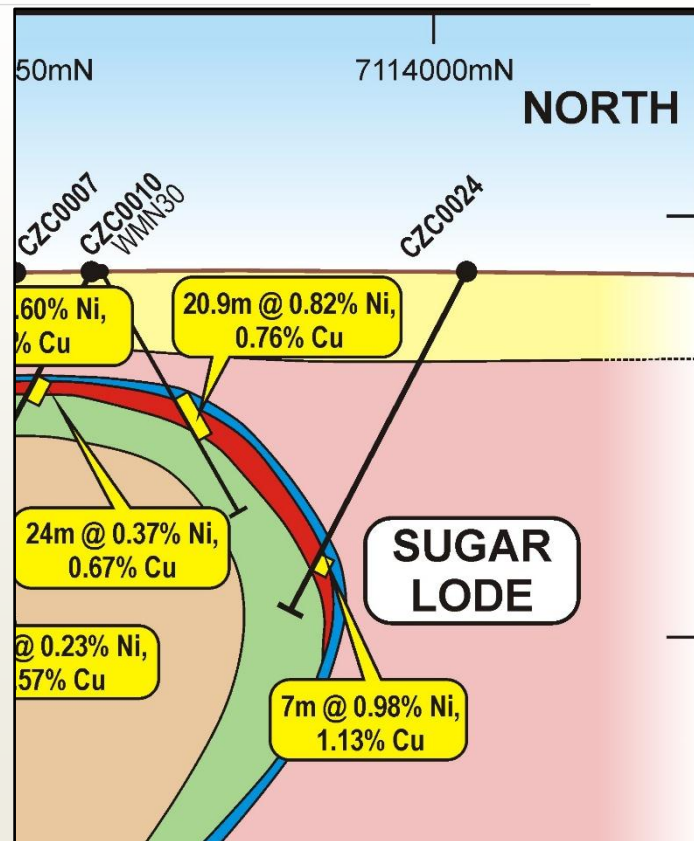 50mN
7114000mN
NORTH
CZC0007
CZC0010
WMN30
CZC0024
.60% Ni,
% Cu
20.9m @ 0.82% Ni,
0.76% Cu
24m @ 0.37% Ni,
0.67% Cu
SUGAR
LODE
@ 0.23% Ni,
.57% Cu
7m @ 0.98% Ni,
1.13% Cu